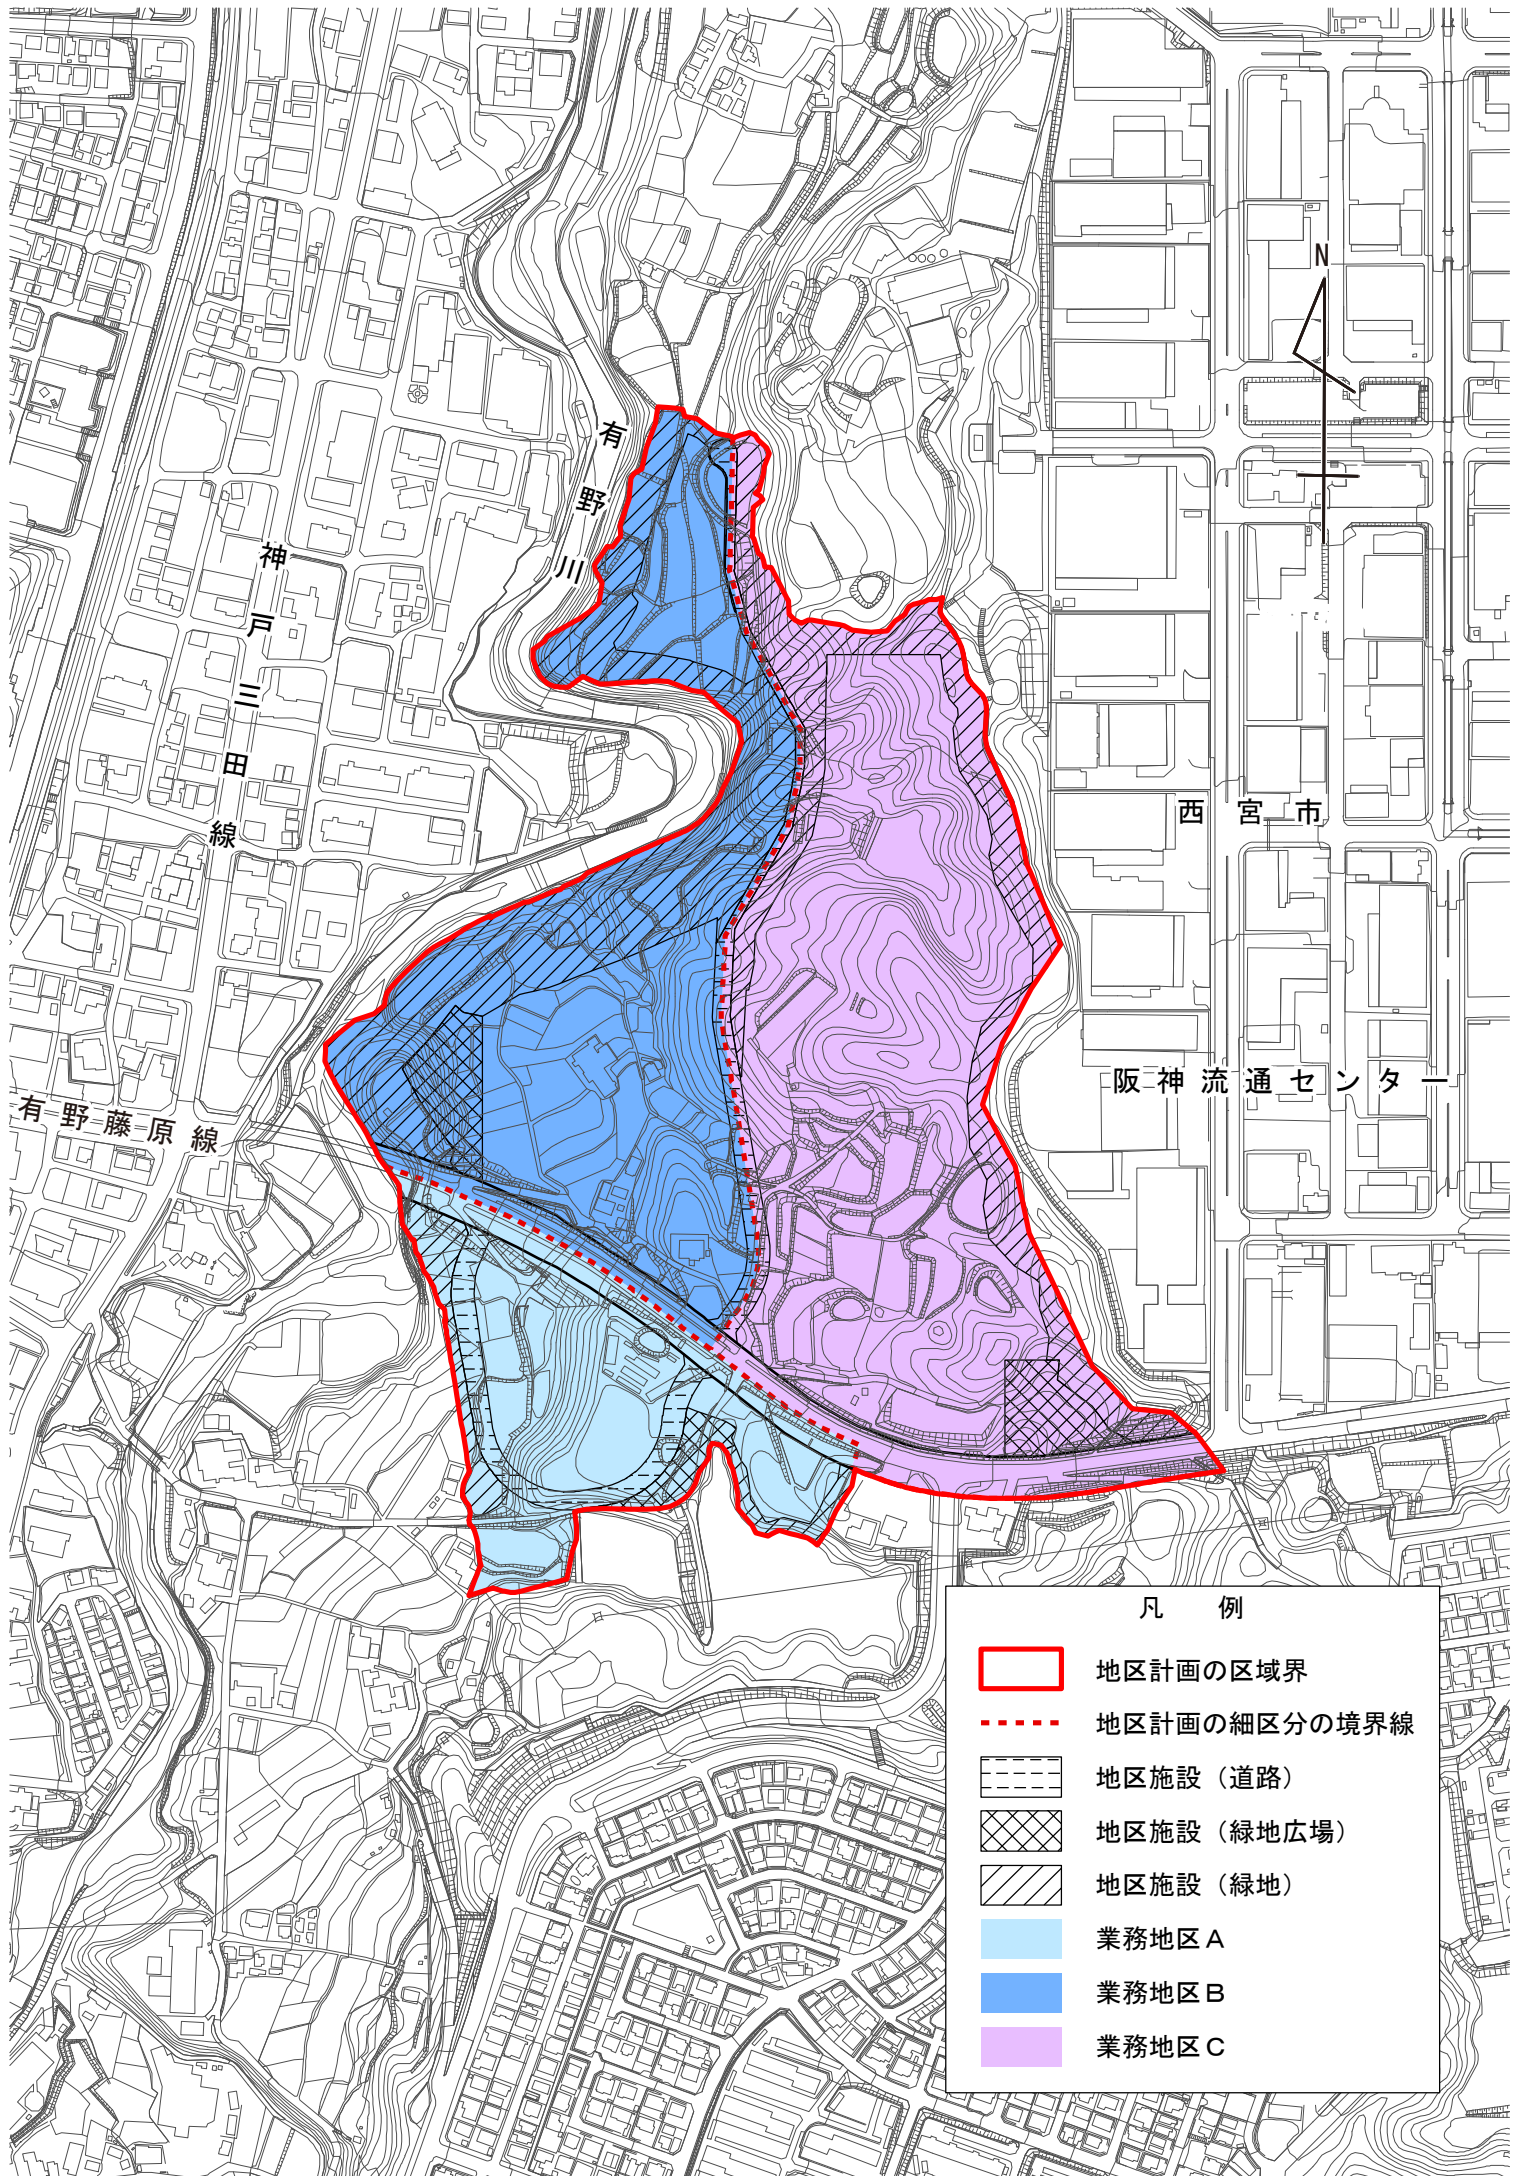 N
有野川
神戸三田線
西宮市
阪神流通センター
有野藤原線
凡　例
地区計画の区域界
地区計画の細区分の境界線
地区施設（道路）
地区施設（緑地広場）
地区施設（緑地）
業務地区Ａ
業務地区Ｂ
業務地区Ｃ